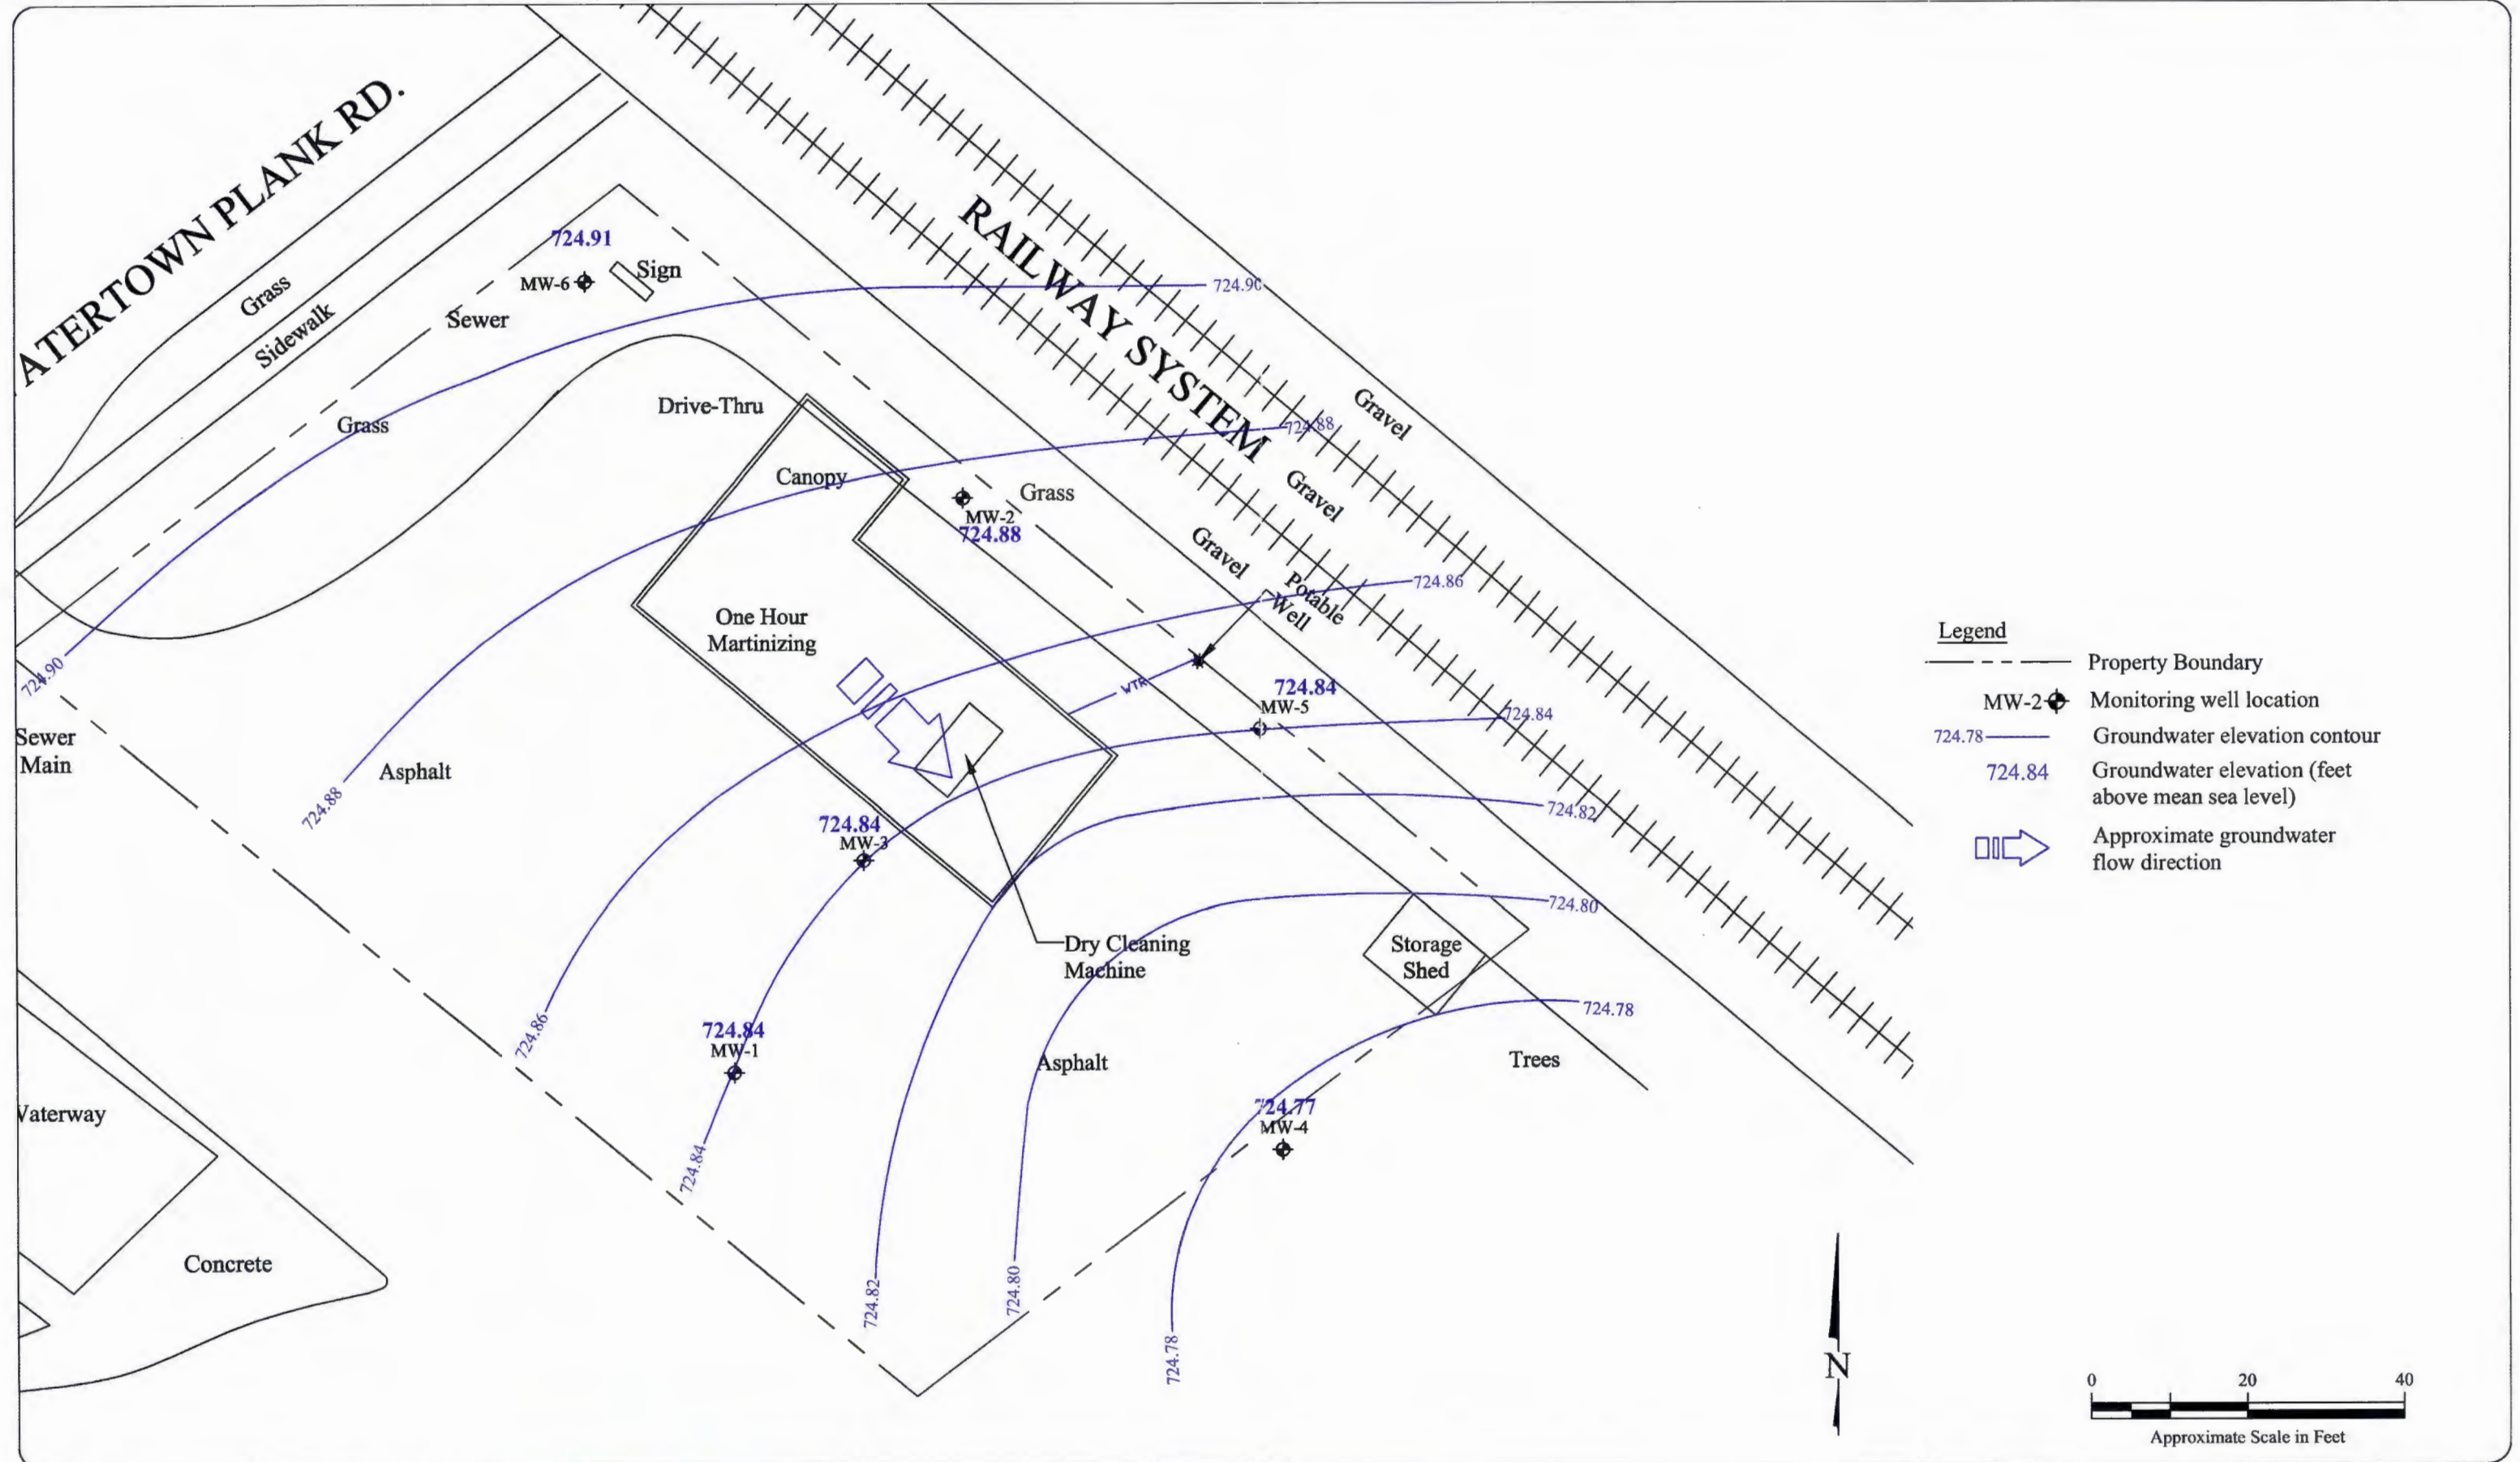 ATERTOWN PLANK RD.
Grass
Sidewalk
724.91
MW-6
Sign
Sewer
Grass
Drive-Thru
Canopy
MW-2
724.88
Grass
RAILWAY SYSTEM
724.90
724.88
Gravel
Gravel
Gravel
Potable
Well
724.86
One Hour
Martinizing
WTR
724.84
MW-5
724.84
724.90
Sewer
Main
724.88
Asphalt
724.84
MW-3
724.82
724.80
Dry Cleaning
Machine
Storage
Shed
724.78
724.86
724.84
MW-1
Asphalt
Trees
724.77
MW-4
Vaterway
724.84
Concrete
724.82
724.80
724.78
Legend
Property Boundary
MW-2 Monitoring well location
724.78 Groundwater elevation contour
724.84 Groundwater elevation (feet
above mean sea level)
Approximate groundwater
flow direction
N
0 20 40
Approximate Scale in Feet